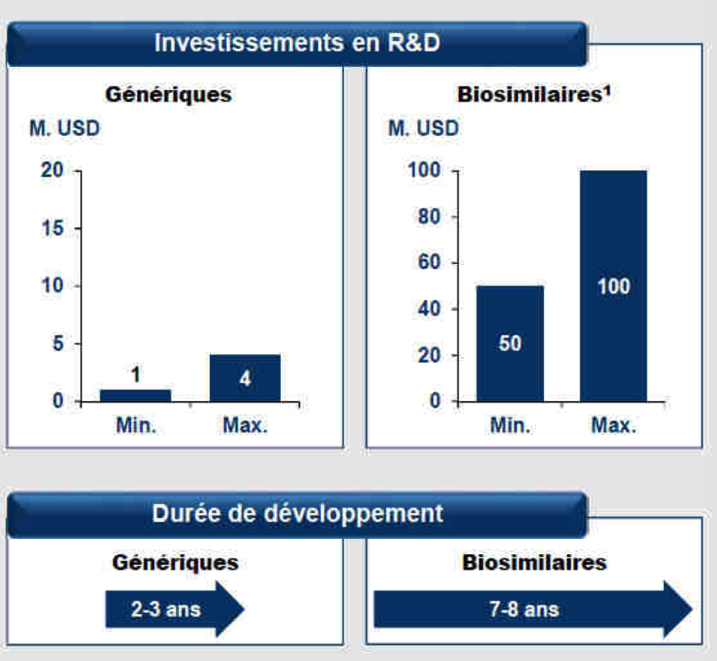 Investissements en R&D
Génériques
M. USD
20
15
10
5
0
1
4
Min.
Max.
Biosimilaires¹
M. USD
100
80
60
40
20
0
50
100
Min.
Max.
Durée de développement
Génériques
2-3 ans
Biosimilaires
7-8 ans